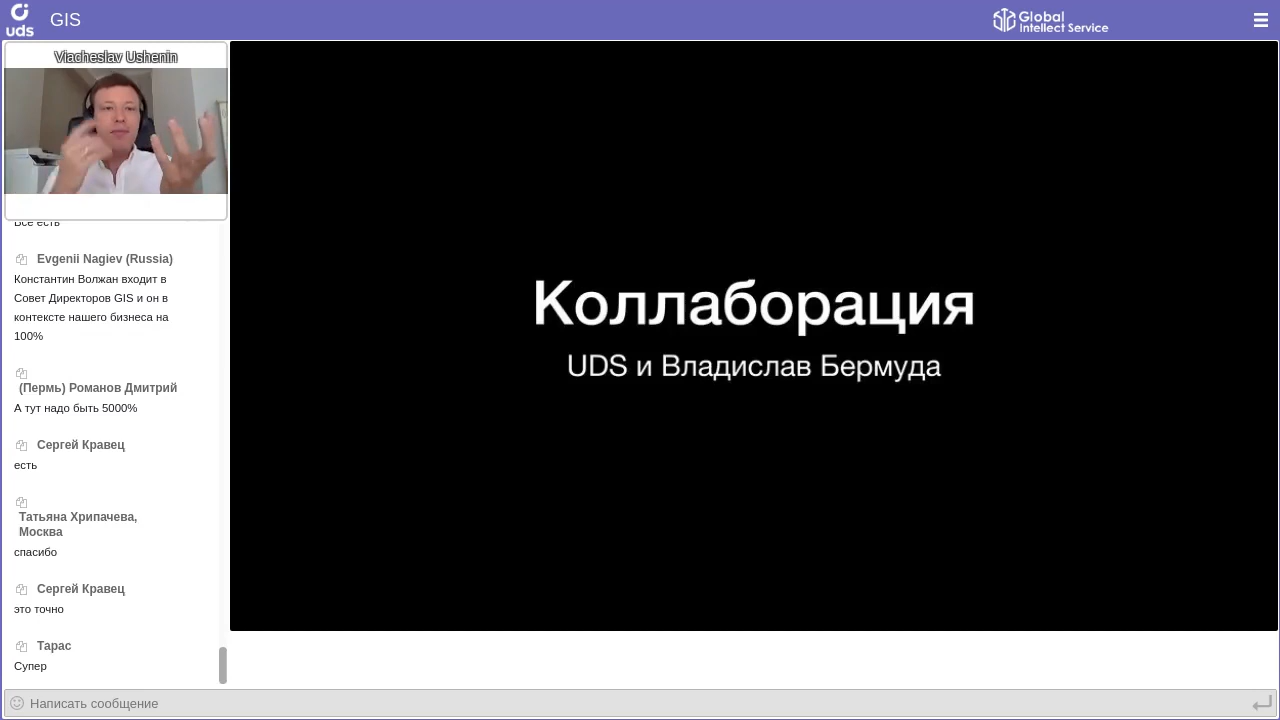 uds
GIS
Global
Intellect Service
Viacheslav Ushenin
Все есть
Evgenii Nagiev (Russia)
Константин Волжан входит в
Совет Директоров GIS и он в
контексте нашего бизнеса на
100%
(Пермь) Романов Дмитрий
А тут надо быть 5000%
Сергей Кравец
есть
Татьяна Хрипачева,
Москва
спасибо
Сергей Кравец
это точно
Тарас
Супер
Написать сообщение
Коллаборация
UDS и Владислав Бермуда